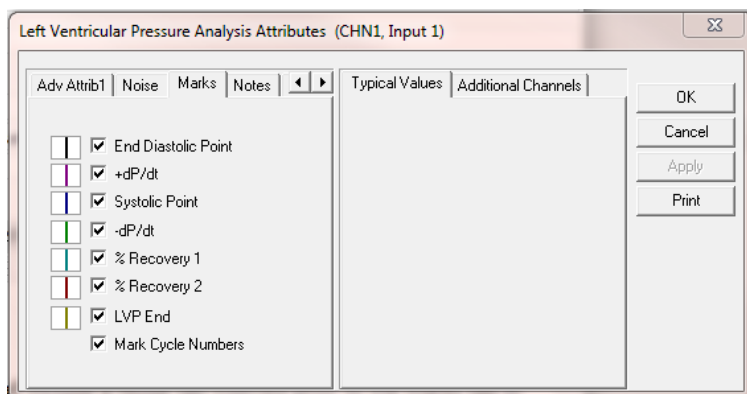 Left Ventricular Pressure Analysis Attributes (CHN1, Input 1)
Adv Attrib1 Noise Marks Notes
Typical Values Additional Channels
End Diastolic Point
+dP/dt
Systolic Point
-dP/dt
% Recovery 1
% Recovery 2
LVP End
Mark Cycle Numbers
OK
Cancel
Apply
Print